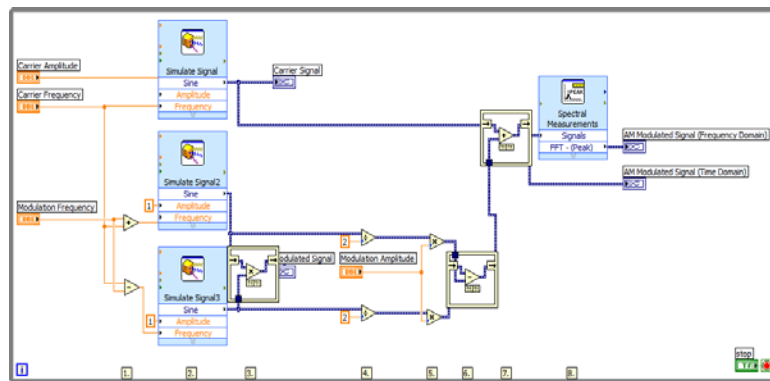 Carrier Amplitude
Carrier Frequency
Simulate Signal
Sine
Amplitude
Frequency
Carrier Signal
Simulate Signal2
Sine
Amplitude
Frequency
1
Modulation Frequency
Simulate Signal3
Sine
Amplitude
Frequency
1
odulated Signal
2
Modulation Amplitude
2
PEAK
Spectral
Measurements
Signals
FFT - (Peak)
AM Modulated Signal (Frequency Domain)
AM Modulated Signal (Time Domain)
stop
i
1. 2. 3. 4. 5. 6. 7. 8.